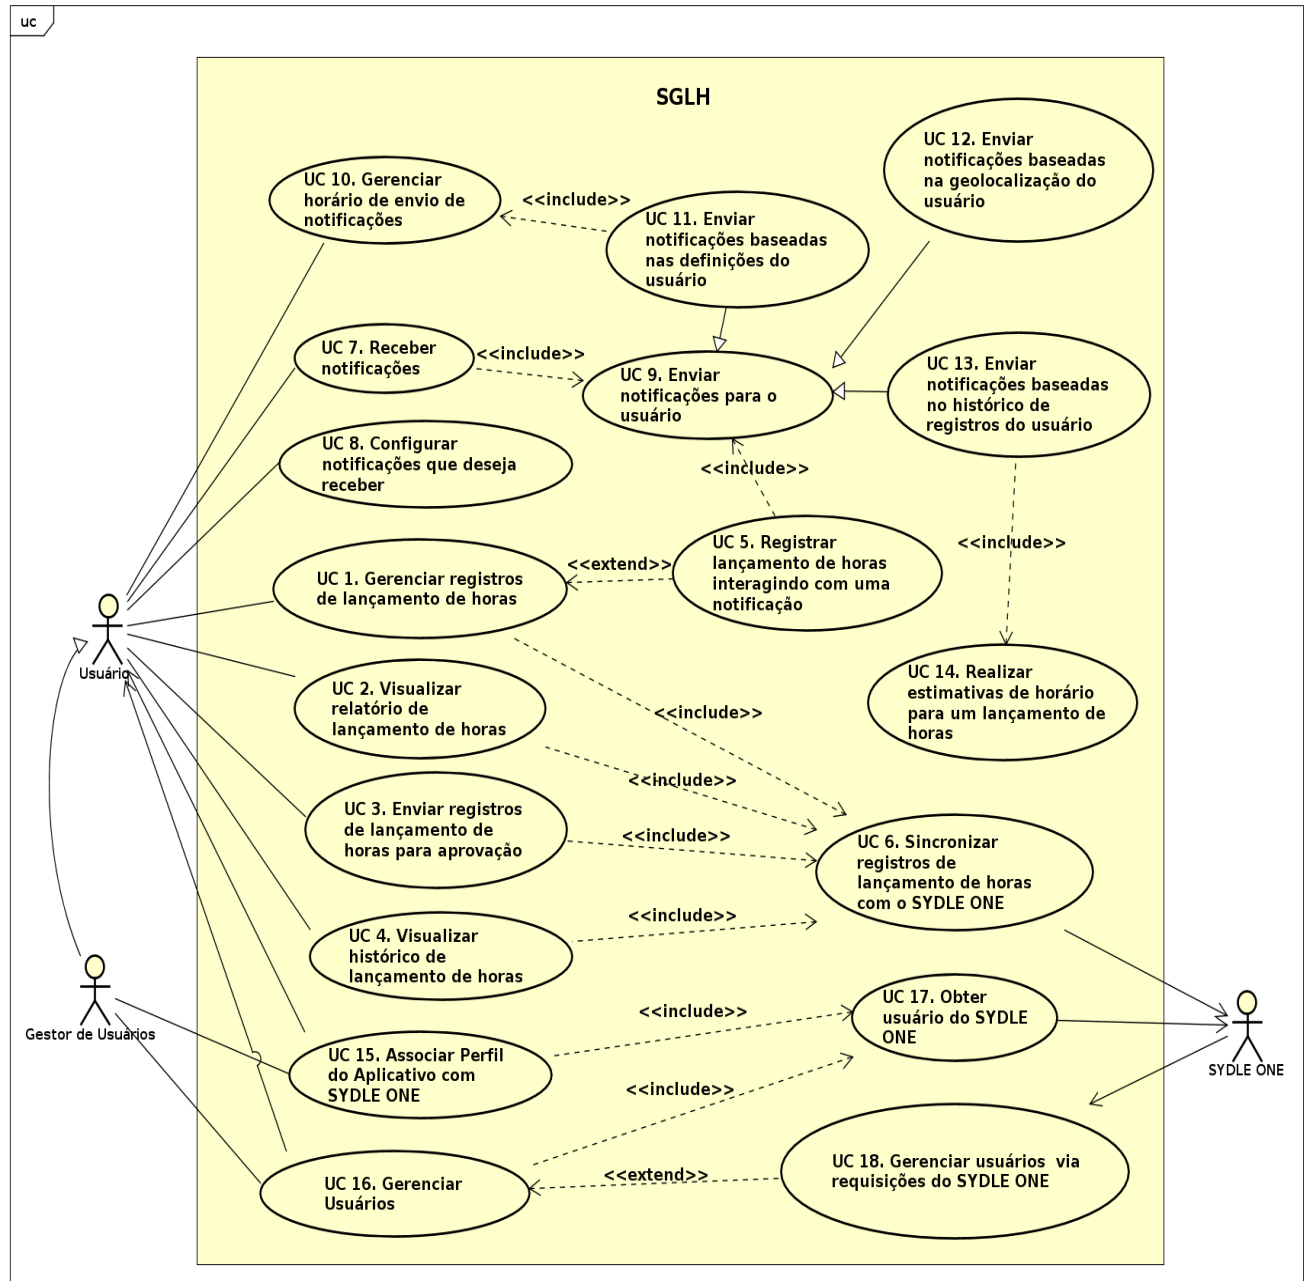 uc
SGLH
UC 12. Enviar
notificações baseadas
na geolocalização do
usuário
UC 10. Gerenciar
horário de envio de
notificações
<<include>>
UC 11. Enviar
notificações baseadas
nas definições do
usuário
UC 7. Receber
notificações
<<include>>
UC 9. Enviar
notificações para o
usuário
UC 13. Enviar
notificações baseadas
no histórico de
registros do usuário
UC 8. Configurar
notificações que deseja
receber
<<include>>
UC 1. Gerenciar registros
de lançamento de horas
<<extend>>
UC 5. Registrar
lançamento de horas
interagindo com uma
notificação
<<include>>
Usuário
UC 2. Visualizar
relatório de
lançamento de horas
<<include>>
UC 14. Realizar
estimativas de horário
para um lançamento de
horas
<<include>>
UC 3. Enviar registros
de lançamento de
horas para aprovação
<<include>>
UC 6. Sincronizar
registros de
lançamento de horas
com o SYDLE ONE
UC 4. Visualizar
histórico de
lançamento de horas
<<include>>
Gestor de Usuários
<<include>>
UC 17. Obter
usuário do SYDLE
ONE
SYDLE ONE
UC 15. Associar Perfil
do Aplicativo com
SYDLE ONE
<<include>>
UC 16. Gerenciar
Usuários
<<extend>>
UC 18. Gerenciar usuários  via
requisições do SYDLE ONE